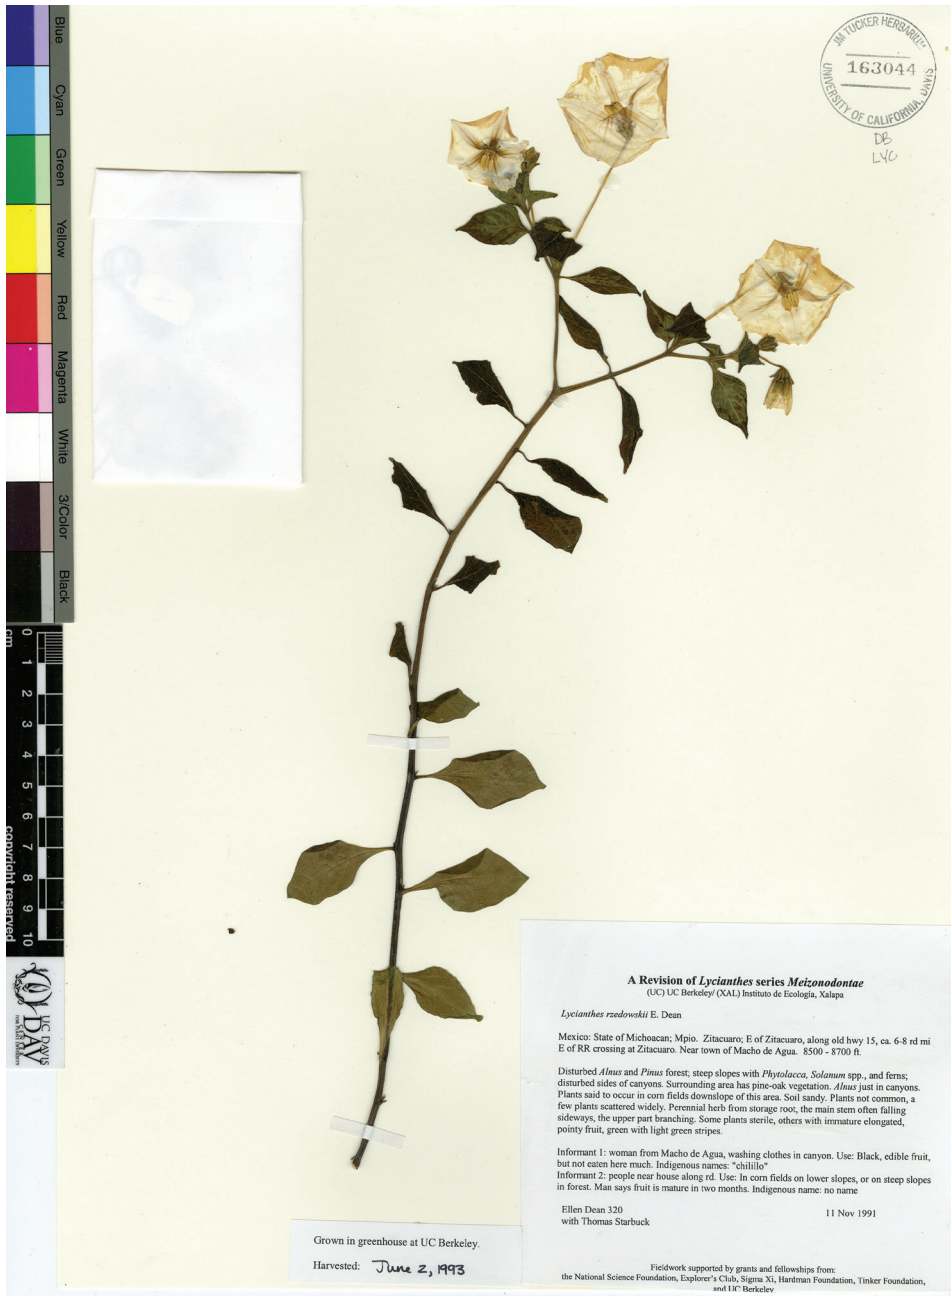 JM TUCKER HERBARIUM
163044
UNIVERSITY OF CALIFORNIA, DAVIS
DB
LYC
Blue
Cyan
Green
Yellow
Red
Magenta
White
3/Color
Black
cm
0
1
2
3
4
5
6
7
8
9
10
copyright reserved
UC DAVIS
DAV
A Revision of Lycianthes series Meizonodontae
(UC) UC Berkeley/ (XAL) Instituto de Ecología, Xalapa
Lycianthes rzedowskii E. Dean
Mexico: State of Michoacan; Mpio. Zitacuaro; E of Zitacuaro, along old hwy 15, ca. 6-8 rd mi
E of RR crossing at Zitacuaro. Near town of Macho de Agua. 8500 - 8700 ft.
Disturbed Alnus and Pinus forest; steep slopes with Phytolacca, Solanum spp., and ferns;
disturbed sides of canyons. Surrounding area has pine-oak vegetation. Alnus just in canyons.
Plants said to occur in corn fields downslope of this area. Soil sandy. Plants not common, a
few plants scattered widely. Perennial herb from storage root, the main stem often falling
sideways, the upper part branching. Some plants sterile, others with immature elongated,
pointy fruit, green with light green stripes.
Informant 1: woman from Macho de Agua, washing clothes in canyon. Use: Black, edible fruit,
but not eaten here much. Indigenous names: "chilillo"
Informant 2: people near house along rd. Use: In corn fields on lower slopes, or on steep slopes
in forest. Man says fruit is mature in two months. Indigenous name: no name
Ellen Dean 320 11 Nov 1991
with Thomas Starbuck
Fieldwork supported by grants and fellowships from:
the National Science Foundation, Explorer's Club, Sigma Xi, Hardman Foundation, Tinker Foundation,
and UC Berkeley
Grown in greenhouse at UC Berkeley.
Harvested: June 2, 1993